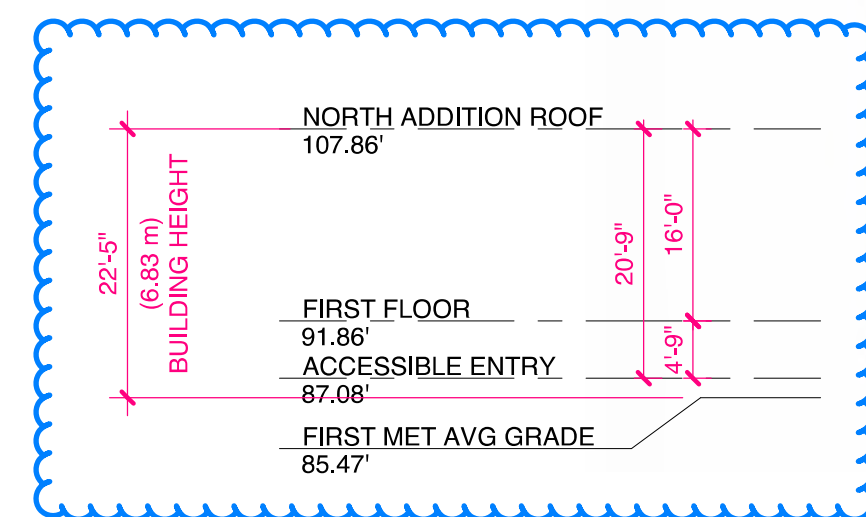 NORTH ADDITION ROOF
107.86'
22'-5"
(6.83 m)
BUILDING HEIGHT
20'-9"
16'-0"
FIRST FLOOR
91.86'
4'-9"
ACCESSIBLE ENTRY
87.08'
FIRST MET AVG GRADE
85.47'